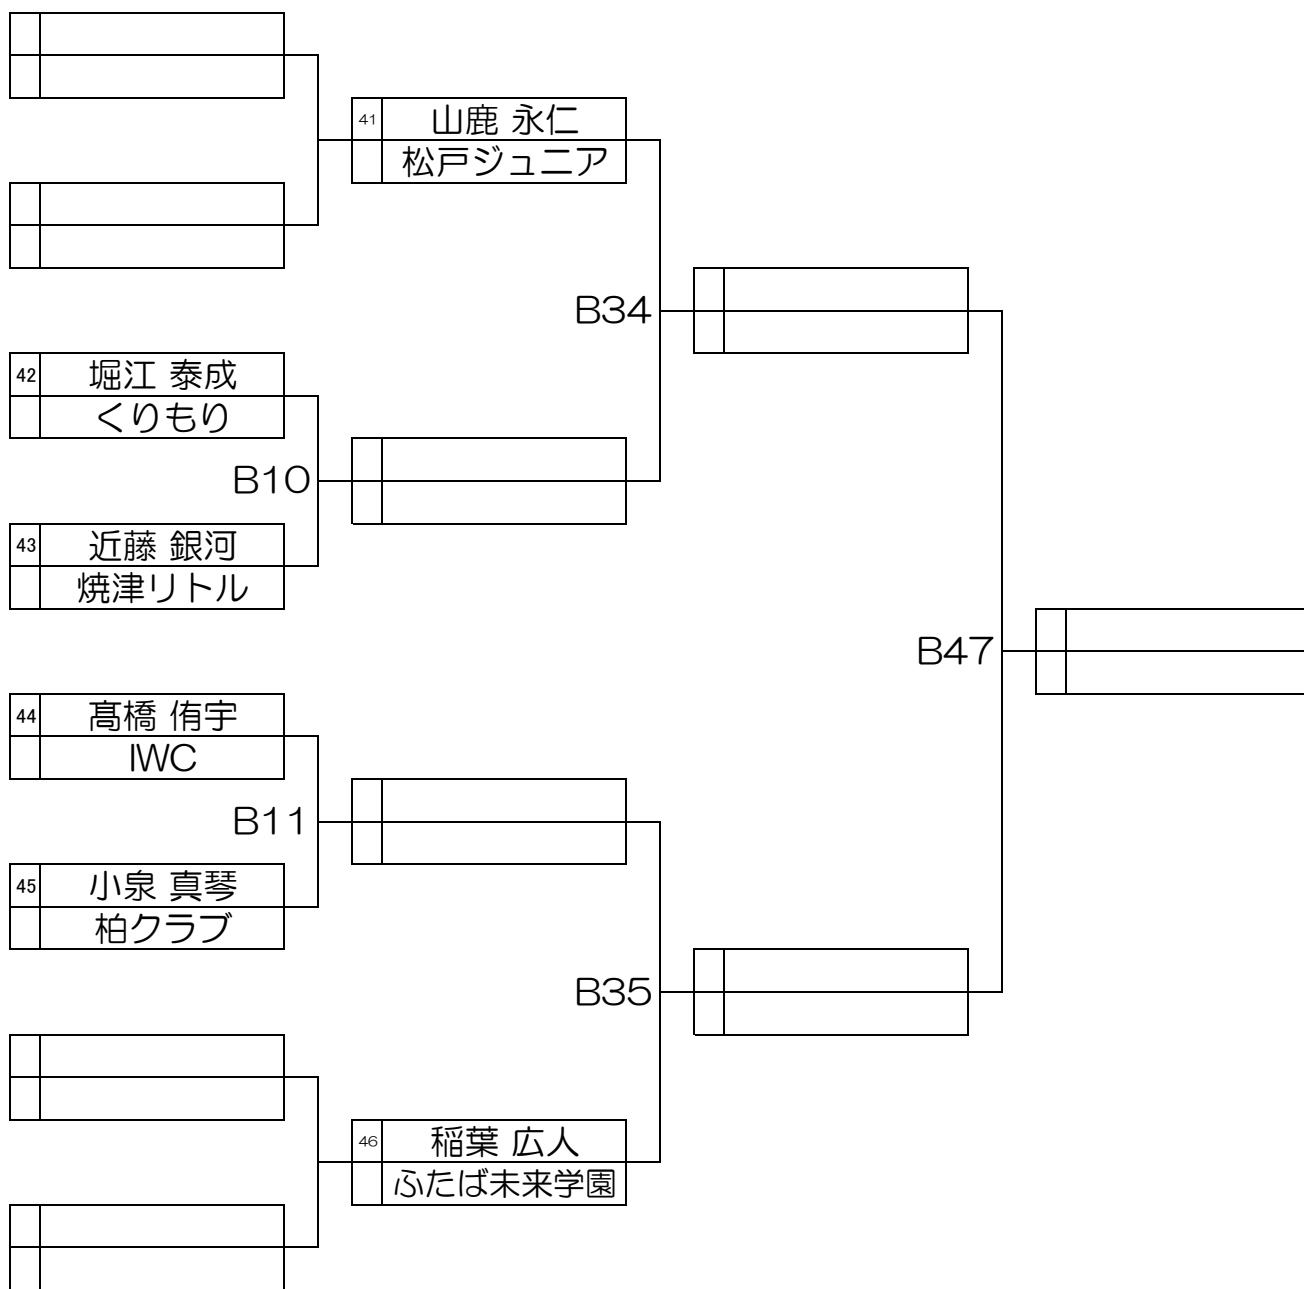 41 山鹿 永仁
松戸ジュニア
B34
42 堀江 泰成
くりもり
B10
43 近藤 銀河
焼津リトル
B47
44 髙橋 侑宇
IWC
B11
45 小泉 真琴
柏クラブ
B35
46 稲葉 広人
ふたば未来学園